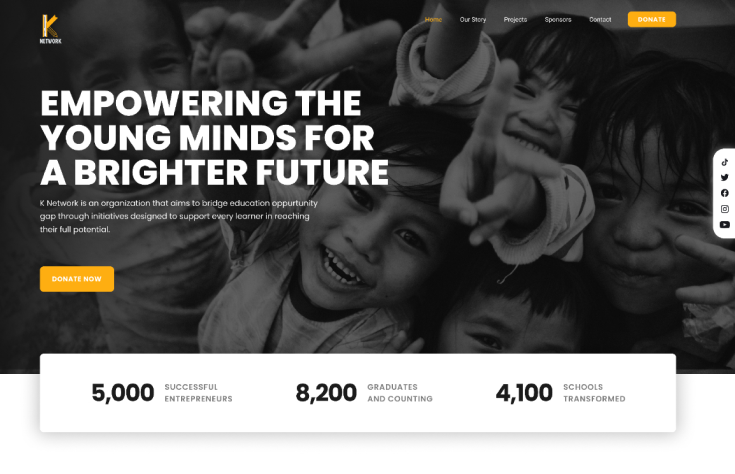 K
NETWORK
Home Our Story Projects Sponsors Contact DONATE
EMPOWERING THE
YOUNG MINDS FOR
A BRIGHTER FUTURE
K Network is an organization that aims to bridge education oppurtunity
gap through initiatives designed to support every learner in reaching
their full potential.
DONATE NOW
5,000 SUCCESSFUL
ENTREPRENEURS
8,200 GRADUATES
AND COUNTING
4,100 SCHOOLS
TRANSFORMED